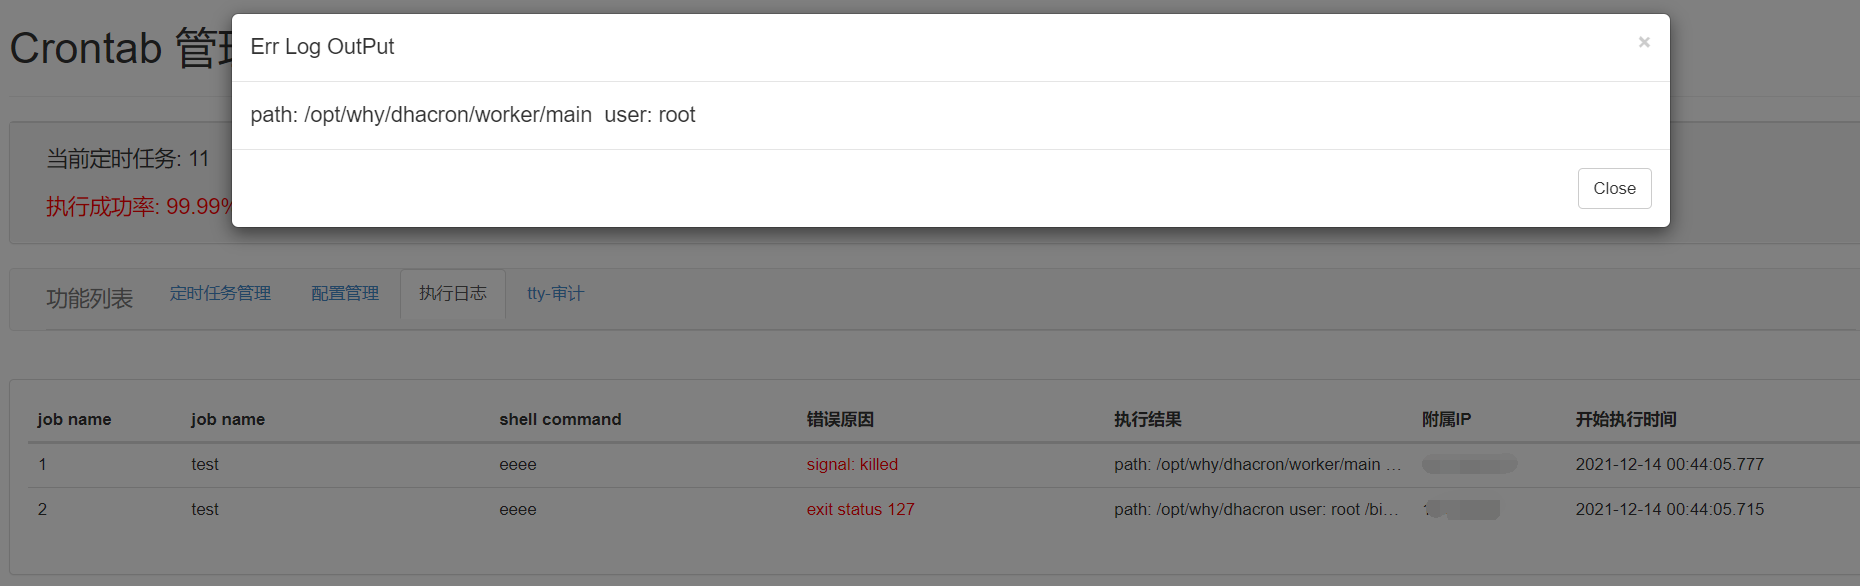 Crontab 管
Err Log OutPut
×
path: /opt/why/dhacron/worker/main  user: root
Close
当前定时任务: 11
执行成功率: 99.99%
功能列表 定时任务管理 配置管理 执行日志 tty-审计
job name job name shell command 错误原因 执行结果 附属IP 开始执行时间
1 test eeee signal: killed path: /opt/why/dhacron/worker/main … 2021-12-14 00:44:05.777
2 test eeee exit status 127 path: /opt/why/dhacron user: root /bi… 2021-12-14 00:44:05.715